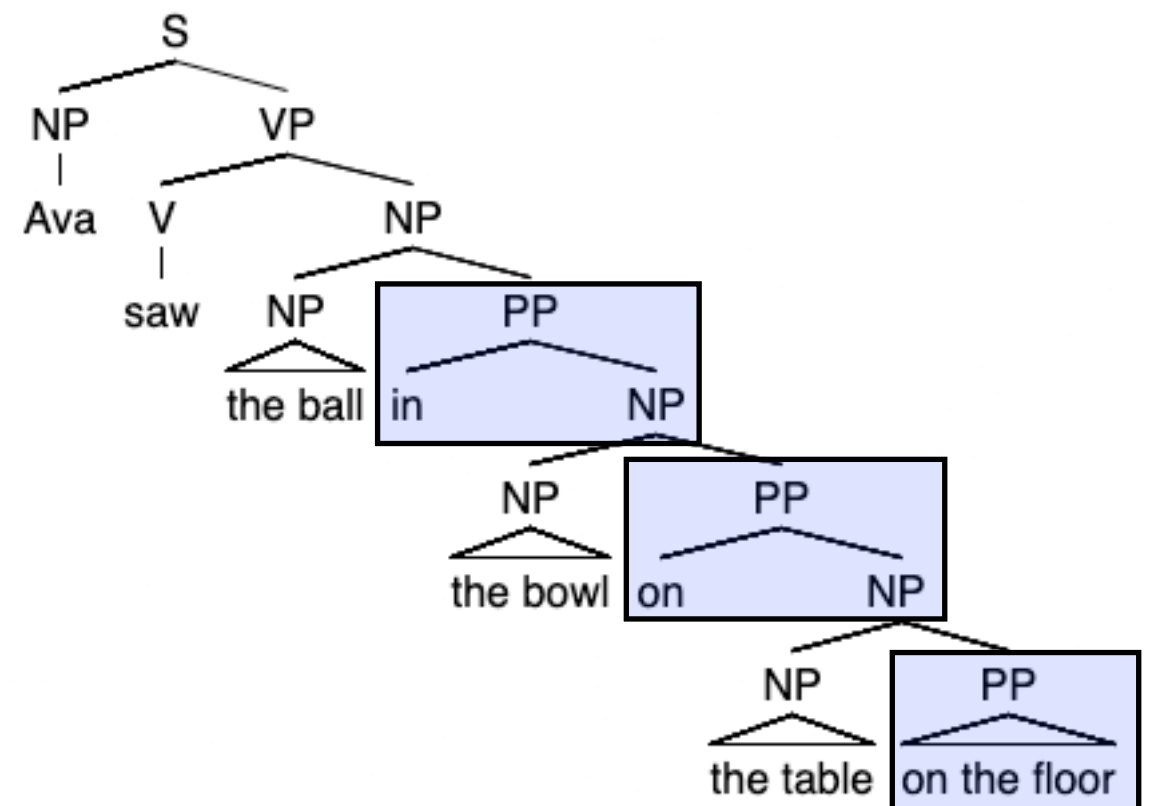 S
NP VP
Ava V NP
saw NP PP
the ball in NP
NP PP
the bowl on NP
NP PP
the table on the floor